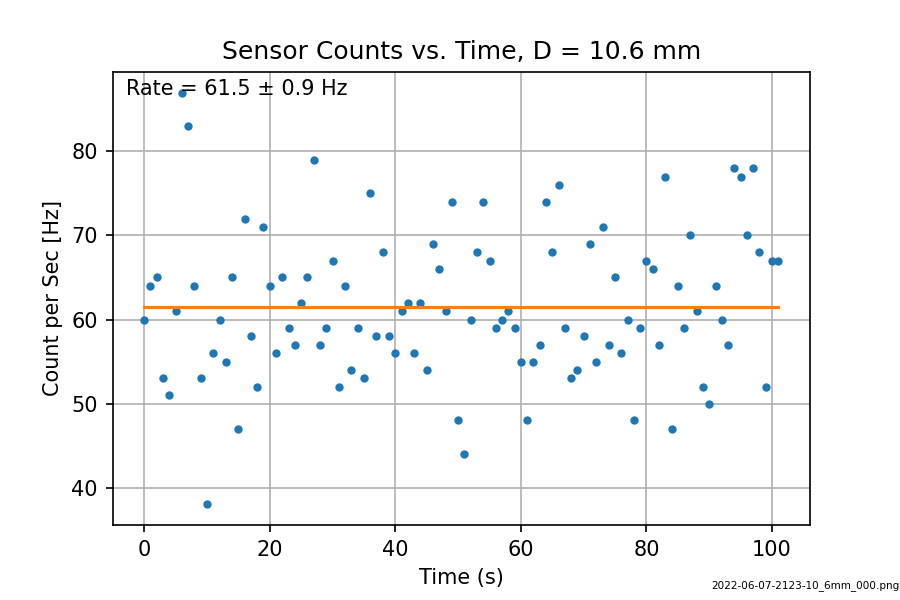 Sensor Counts vs. Time, D = 10.6 mm
Rate = 61.5 ± 0.9 Hz
Count per Sec [Hz]
80
70
60
50
40
0 20 40 60 80 100
Time (s)
2022-06-07-2123-10_6mm_000.png